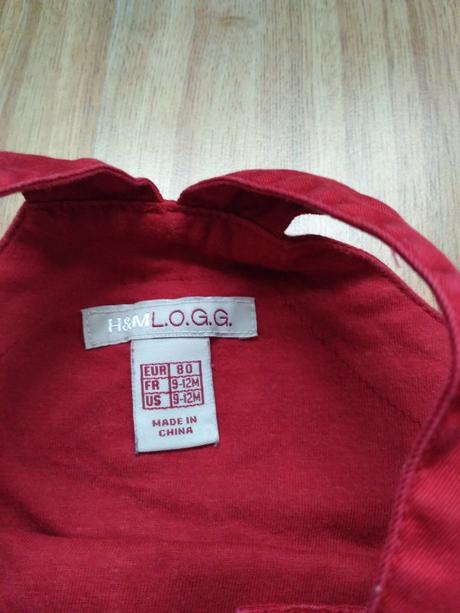 H&M L.O.G.G.
EUR 80
FR 9-12M
US 9-12M
MADE IN
CHINA